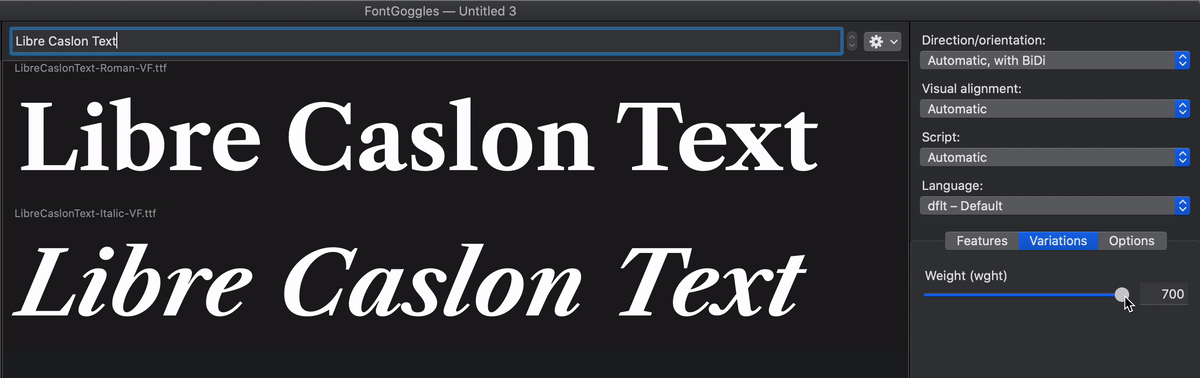 FontGoggles — Untitled 3
Libre Caslon Text
LibreCaslonText-Roman-VF.ttf
Libre Caslon Text
LibreCaslonText-Italic-VF.ttf
Libre Caslon Text
Direction/orientation:
Automatic, with BiDi
Visual alignment:
Automatic
Script:
Automatic
Language:
dflt – Default
Features Variations Options
Weight (wght)
700